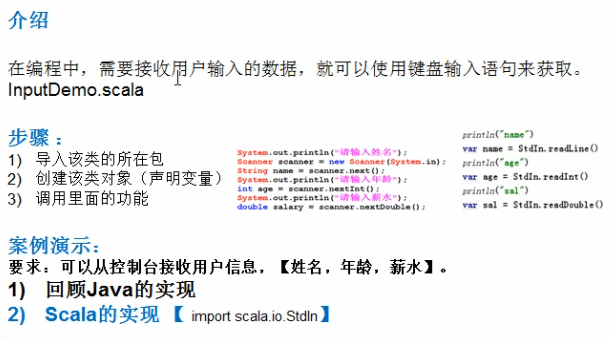 介绍
在编程中，需要接收用户输入的数据，就可以使用键盘输入语句来获取。
InputDemo.scala
步骤：
1) 导入该类的所在包
2) 创建该类对象（声明变量）
3) 调用里面的功能
System.out.println("请输入姓名");
Scanner scanner = new Scanner(System.in);
String name = scanner.next();
System.out.println("请输入年龄");
int age = scanner.nextInt();
System.out.println("请输入薪水");
double salary = scanner.nextDouble();
println("name")
var name = StdIn.readLine()
println("age")
var age = StdIn.readInt()
println("sal")
var sal = StdIn.readDouble()
案例演示：
要求：可以从控制台接收用户信息，【姓名，年龄，薪水】。
1) 回顾Java的实现
2) Scala的实现 【 import scala.io.StdIn】